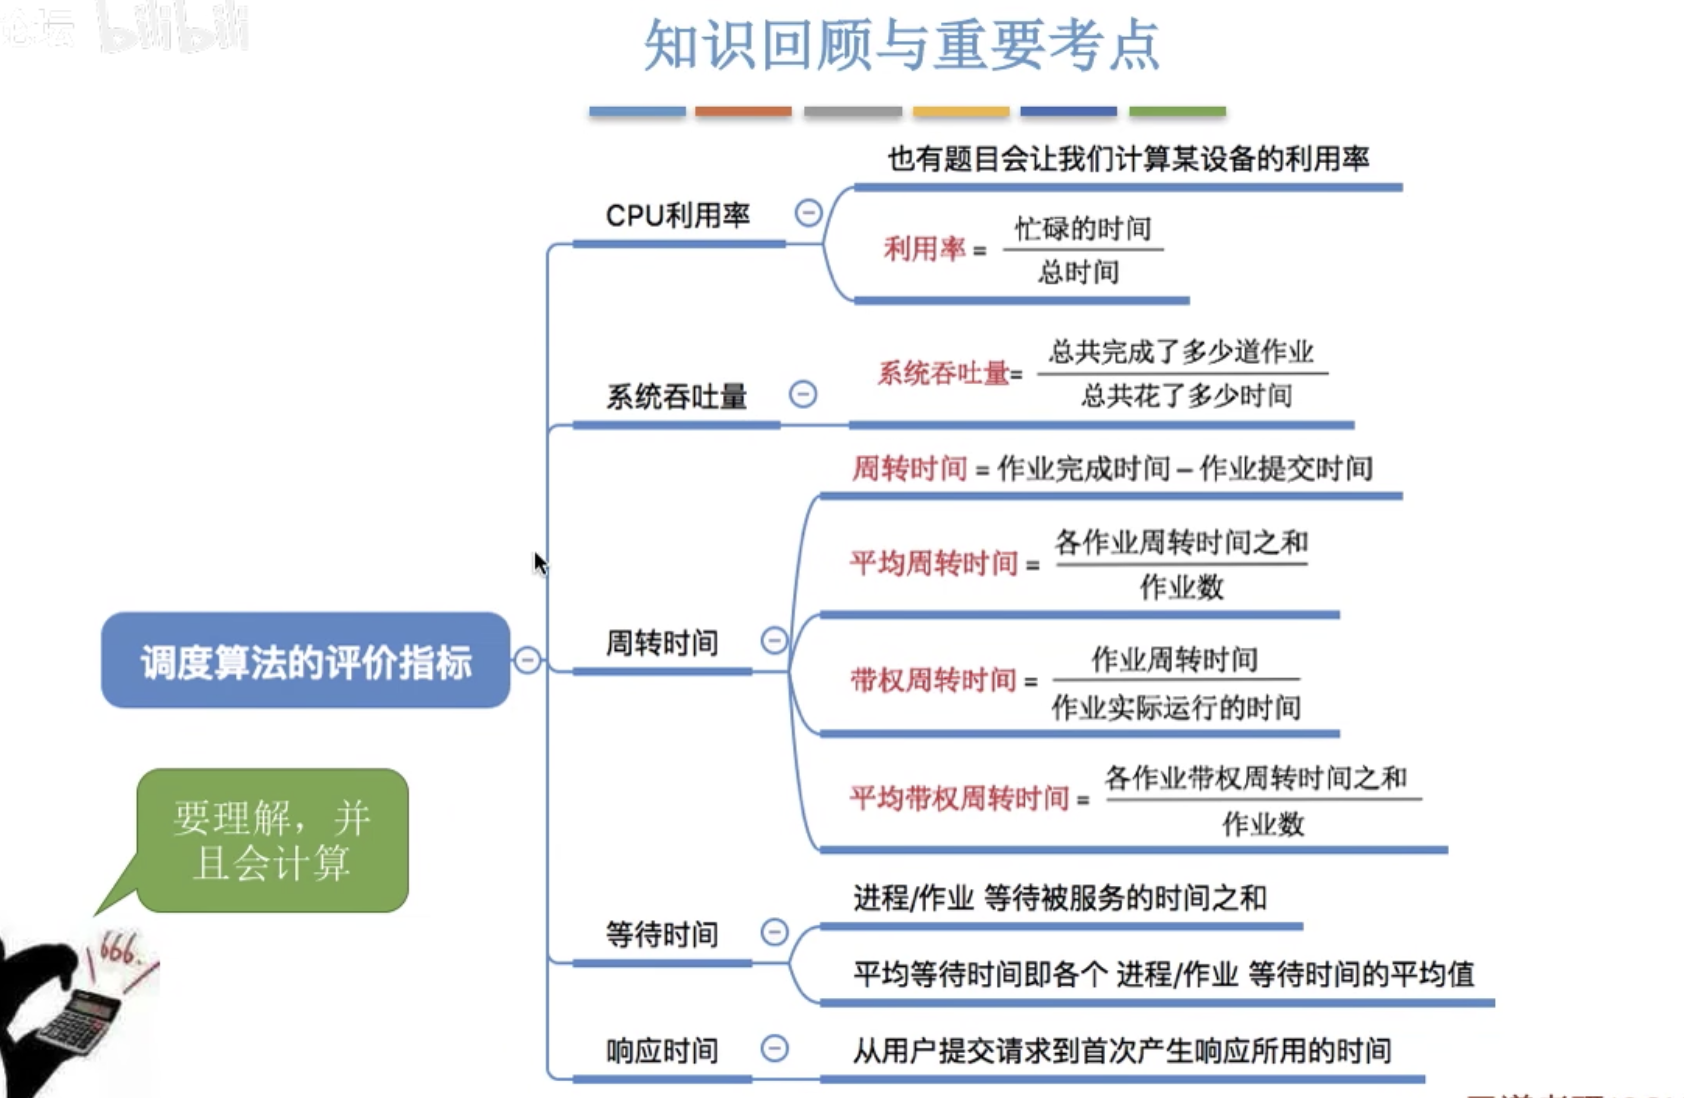 bilibili
知识回顾与重要考点
也有题目会让我们计算某设备的利用率
CPU利用率
利用率 = 忙碌的时间
总时间
系统吞吐量
系统吞吐量= 总共完成了多少道作业
总共花了多少时间
周转时间 = 作业完成时间 – 作业提交时间
平均周转时间 = 各作业周转时间之和
作业数
周转时间
调度算法的评价指标
带权周转时间 = 作业周转时间
作业实际运行的时间
平均带权周转时间 = 各作业带权周转时间之和
作业数
要理解，并
且会计算
进程/作业 等待被服务的时间之和
等待时间
平均等待时间即各个 进程/作业 等待时间的平均值
666.
响应时间
从用户提交请求到首次产生响应所用的时间